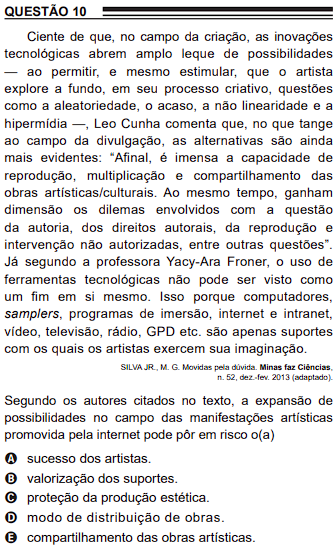 QUESTÃO 10
Ciente de que, no campo da criação, as inovações
tecnológicas abrem amplo leque de possibilidades
— ao permitir, e mesmo estimular, que o artista
explore a fundo, em seu processo criativo, questões
como a aleatoriedade, o acaso, a não linearidade e a
hipermídia —, Leo Cunha comenta que, no que tange
ao campo da divulgação, as alternativas são ainda
mais evidentes: “Afinal, é imensa a capacidade de
reprodução, multiplicação e compartilhamento das
obras artísticas/culturais. Ao mesmo tempo, ganham
dimensão os dilemas envolvidos com a questão
da autoria, dos direitos autorais, da reprodução e
intervenção não autorizadas, entre outras questões”.
Já segundo a professora Yacy-Ara Froner, o uso de
ferramentas tecnológicas não pode ser visto como
um fim em si mesmo. Isso porque computadores,
samplers, programas de imersão, internet e intranet,
vídeo, televisão, rádio, GPD etc. são apenas suportes
com os quais os artistas exercem sua imaginação.
SILVA JR., M. G. Movidas pela dúvida. Minas faz Ciências,
n. 52, dez.-fev. 2013 (adaptado).
Segundo os autores citados no texto, a expansão de
possibilidades no campo das manifestações artísticas
promovida pela internet pode pôr em risco o(a)
A sucesso dos artistas.
B valorização dos suportes.
C proteção da produção estética.
D modo de distribuição de obras.
E compartilhamento das obras artísticas.